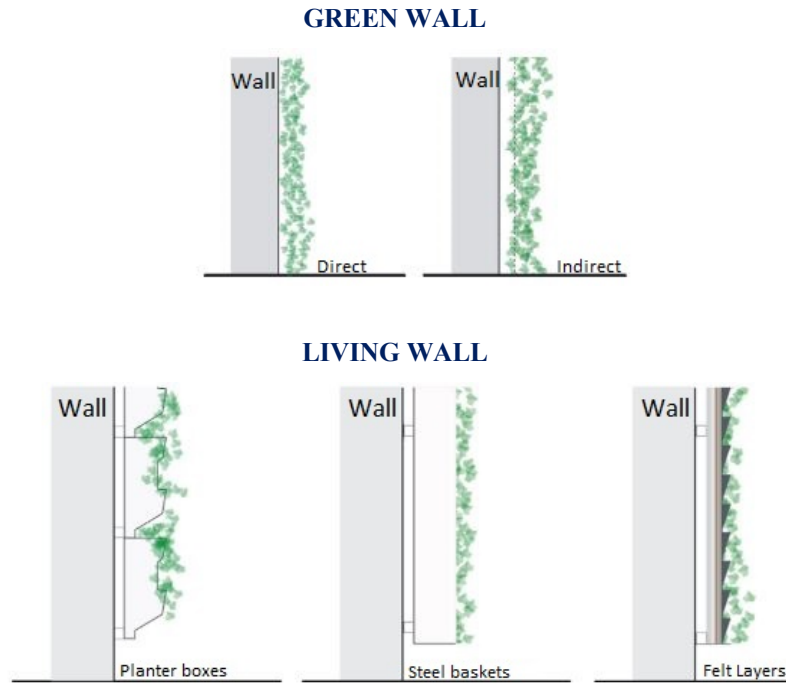 GREEN WALL
Wall
Wall
Direct
Indirect
LIVING WALL
Wall
Wall
Wall
Planter boxes
Steel baskets
Felt Layers